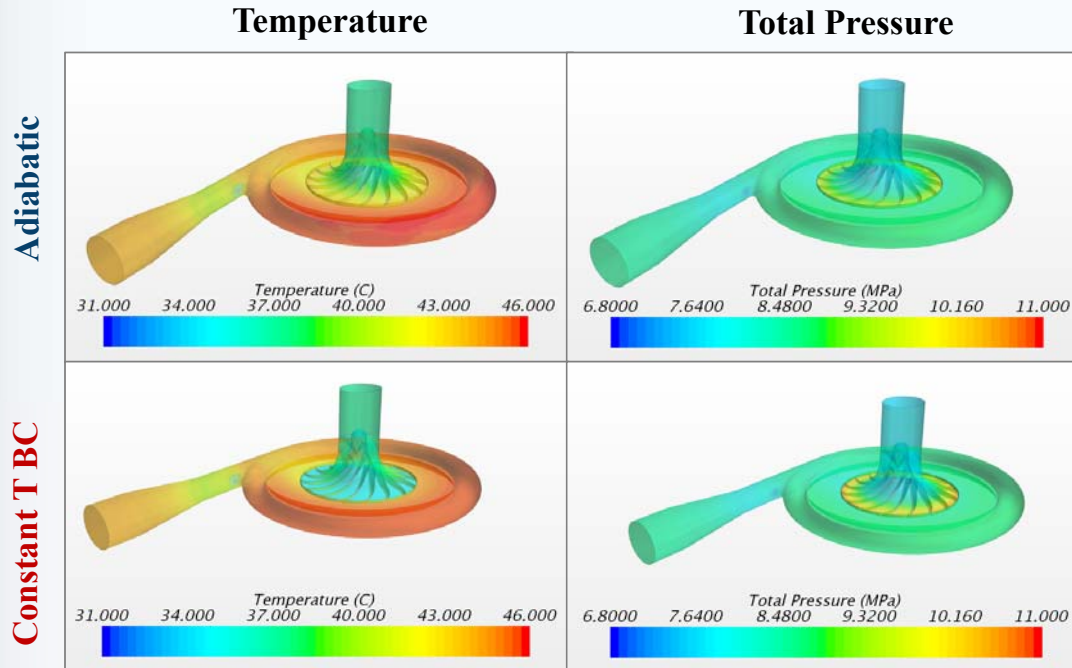 Temperature
Total Pressure
Adiabatic
Temperature (C)
31.000 34.000 37.000 40.000 43.000 46.000
Total Pressure (MPa)
6.8000 7.6400 8.4800 9.3200 10.160 11.000
Constant T BC
Temperature (C)
31.000 34.000 37.000 40.000 43.000 46.000
Total Pressure (MPa)
6.8000 7.6400 8.4800 9.3200 10.160 11.000